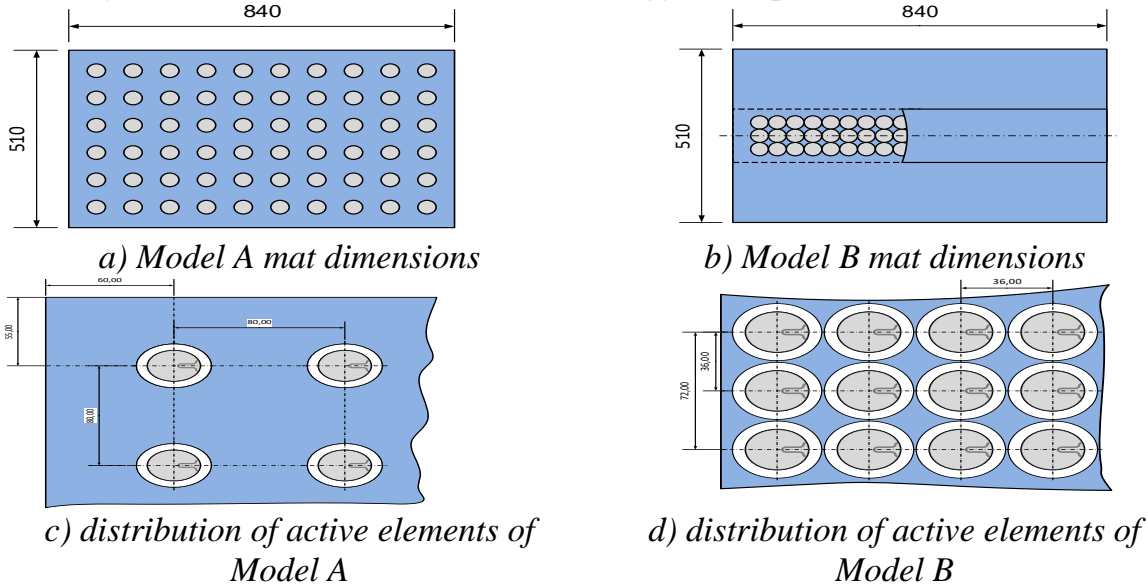 840
510
a) Model A mat dimensions
840
510
b) Model B mat dimensions
60,00
55,00
80,00
80,00
c) distribution of active elements of
Model A
36,00
36,00
72,00
d) distribution of active elements of
Model B